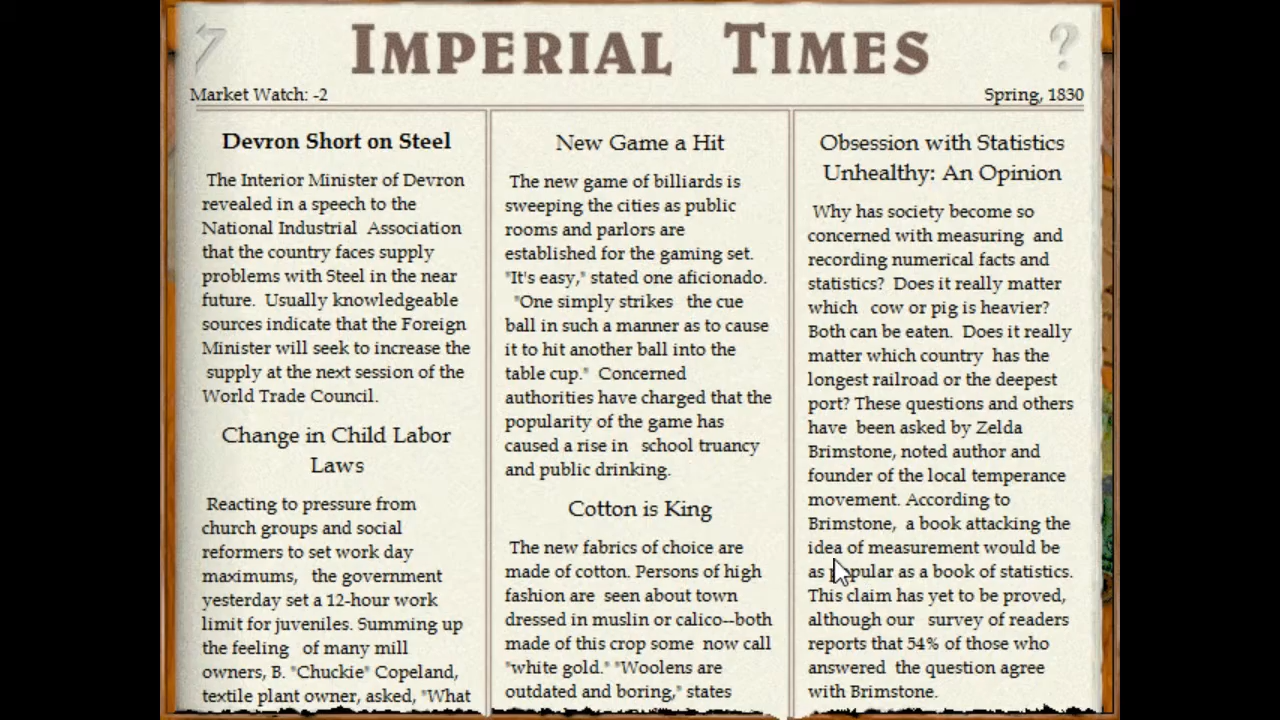 IMPERIAL TIMES
Market Watch: -2
Spring, 1830
Devron Short on Steel
The Interior Minister of Devron
revealed in a speech to the
National Industrial Association
that the country faces supply
problems with Steel in the near
future. Usually knowledgeable
sources indicate that the Foreign
Minister will seek to increase the
supply at the next session of the
World Trade Council.
Change in Child Labor
Laws
Reacting to pressure from
church groups and social
reformers to set work day
maximums, the government
yesterday set a 12-hour work
limit for juveniles. Summing up
the feeling of many mill
owners, B. "Chuckie" Copeland,
textile plant owner, asked, "What
New Game a Hit
The new game of billiards is
sweeping the cities as public
rooms and parlors are
established for the gaming set.
"It's easy," stated one aficionado.
"One simply strikes the cue
ball in such a manner as to cause
it to hit another ball into the
table cup." Concerned
authorities have charged that the
popularity of the game has
caused a rise in school truancy
and public drinking.
Cotton is King
The new fabrics of choice are
made of cotton. Persons of high
fashion are seen about town
dressed in muslin or calico--both
made of this crop some now call
"white gold." "Woolens are
outdated and boring," states
Obsession with Statistics
Unhealthy: An Opinion
Why has society become so
concerned with measuring and
recording numerical facts and
statistics? Does it really matter
which cow or pig is heavier?
Both can be eaten. Does it really
matter which country has the
longest railroad or the deepest
port? These questions and others
have been asked by Zelda
Brimstone, noted author and
founder of the local temperance
movement. According to
Brimstone, a book attacking the
idea of measurement would be
as popular as a book of statistics.
This claim has yet to be proved,
although our survey of readers
reports that 54% of those who
answered the question agree
with Brimstone.